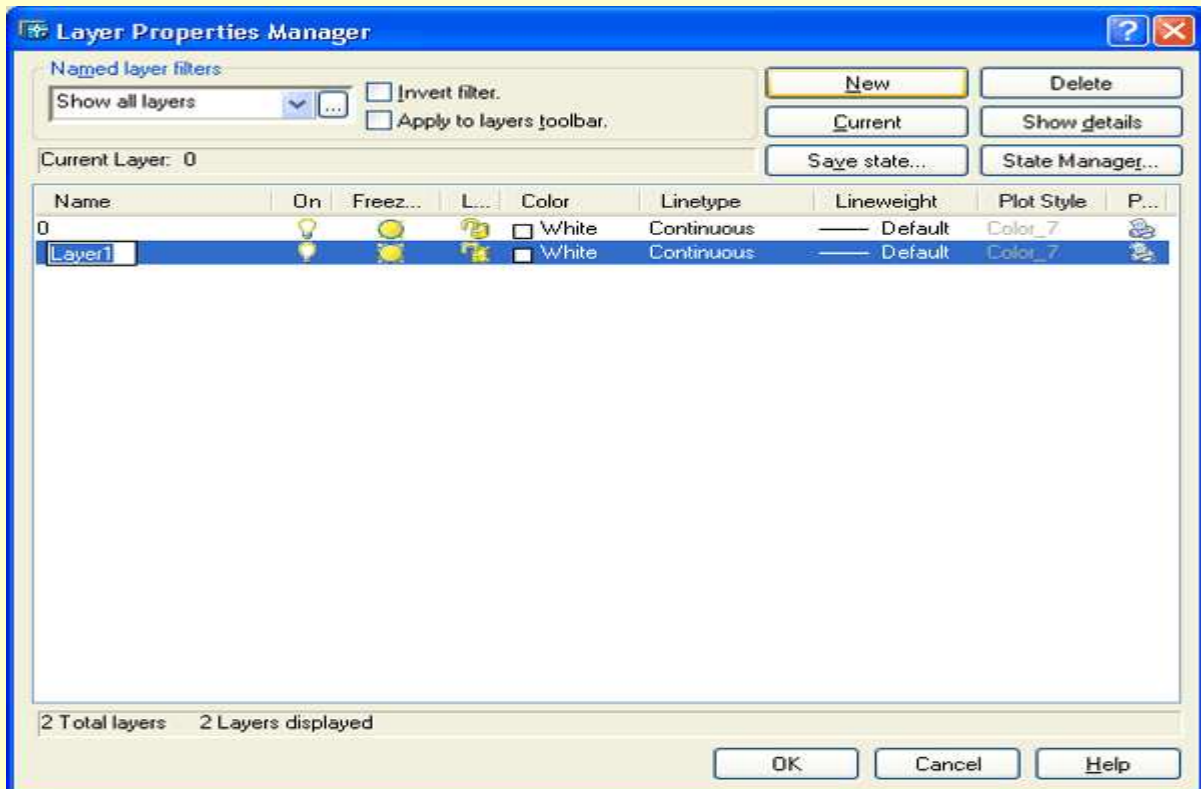 Layer Properties Manager
Named layer filters
Show all layers
...
Invert filter.
Apply to layers toolbar.
New
Delete
Current
Show details
Current Layer: 0
Save state...
State Manager...
Name On Freez... L... Color Linetype Lineweight Plot Style P...
0 White Continuous Default Color_7
Layer1 White Continuous Default Color_7
2 Total layers 2 Layers displayed
OK Cancel Help